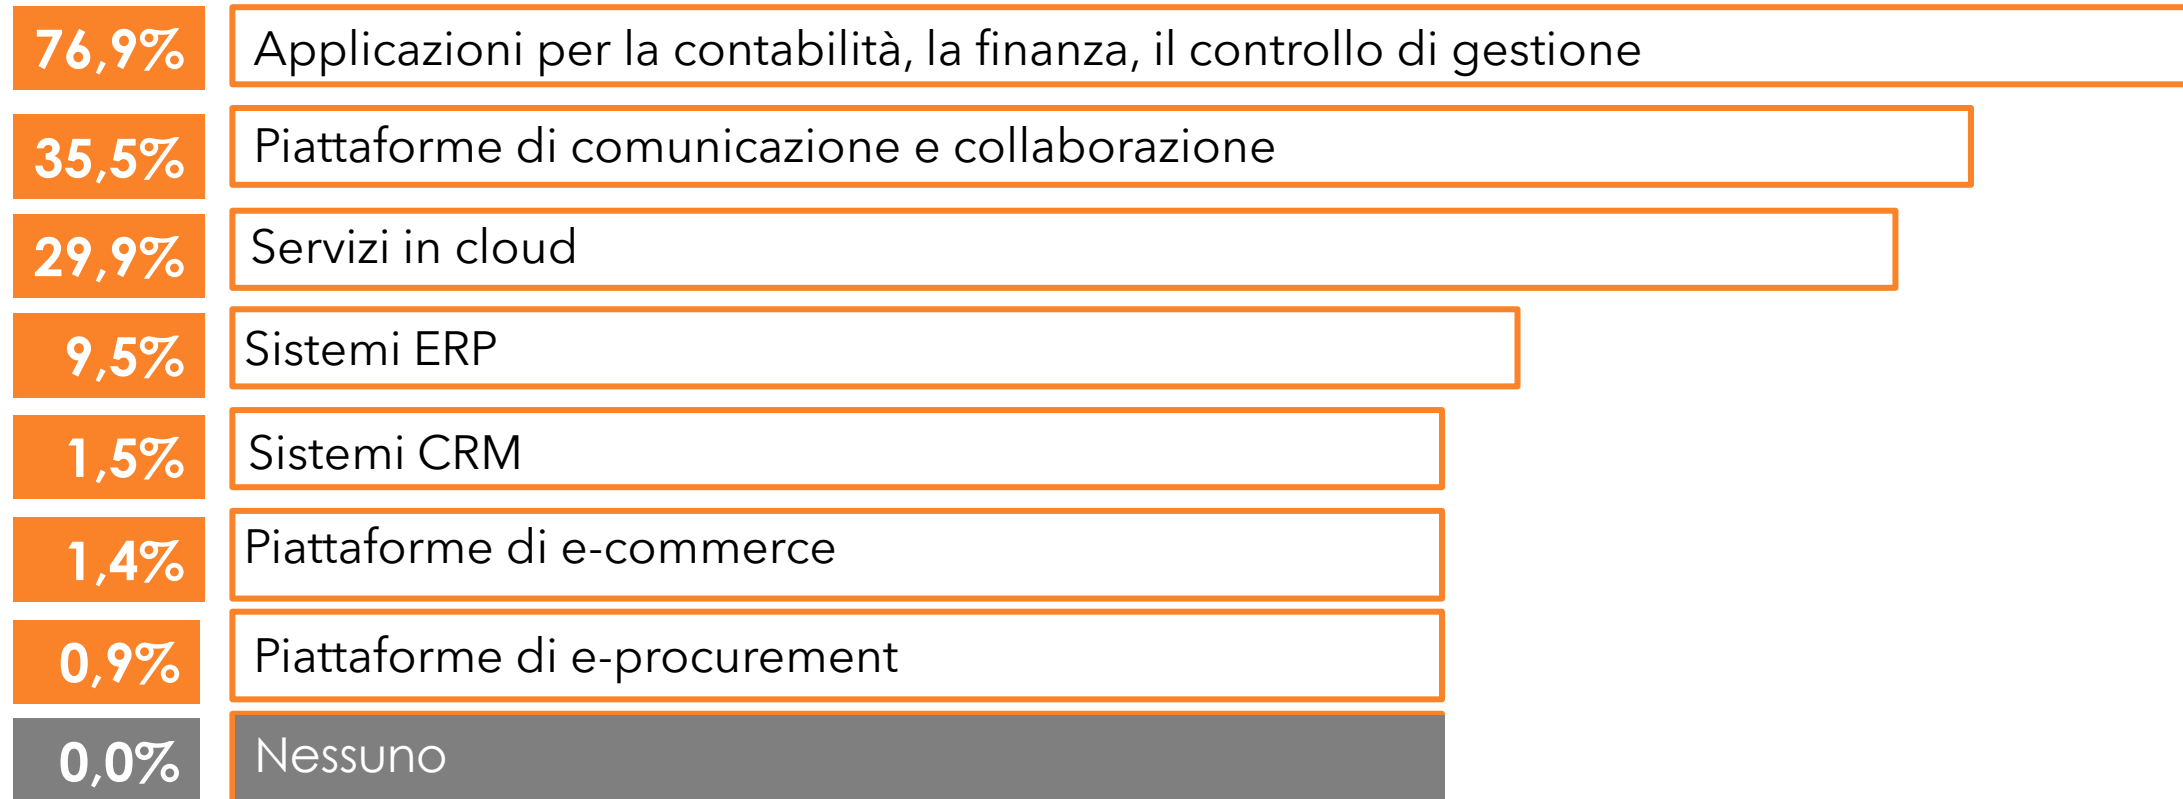 76,9% Applicazioni per la contabilità, la finanza, il controllo di gestione
35,5% Piattaforme di comunicazione e collaborazione
29,9% Servizi in cloud
9,5% Sistemi ERP
1,5% Sistemi CRM
1,4% Piattaforme di e-commerce
0,9% Piattaforme di e-procurement
0,0% Nessuno